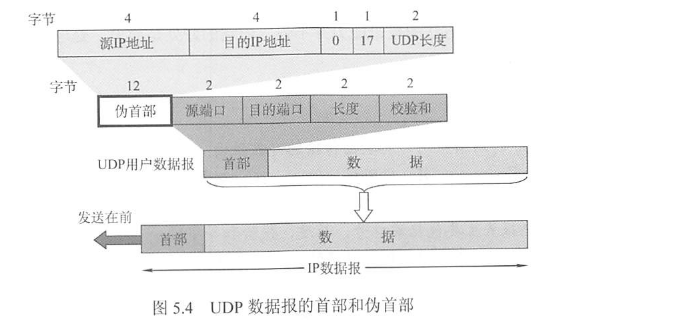 字节 4 4 1 1 2
源IP地址 目的IP地址 0 17 UDP长度
字节 12 2 2 2 2
伪首部 源端口 目的端口 长度 校验和
UDP用户数据报 首部 数 据
发送在前
首部 数 据
IP数据报
图 5.4 UDP 数据报的首部和伪首部